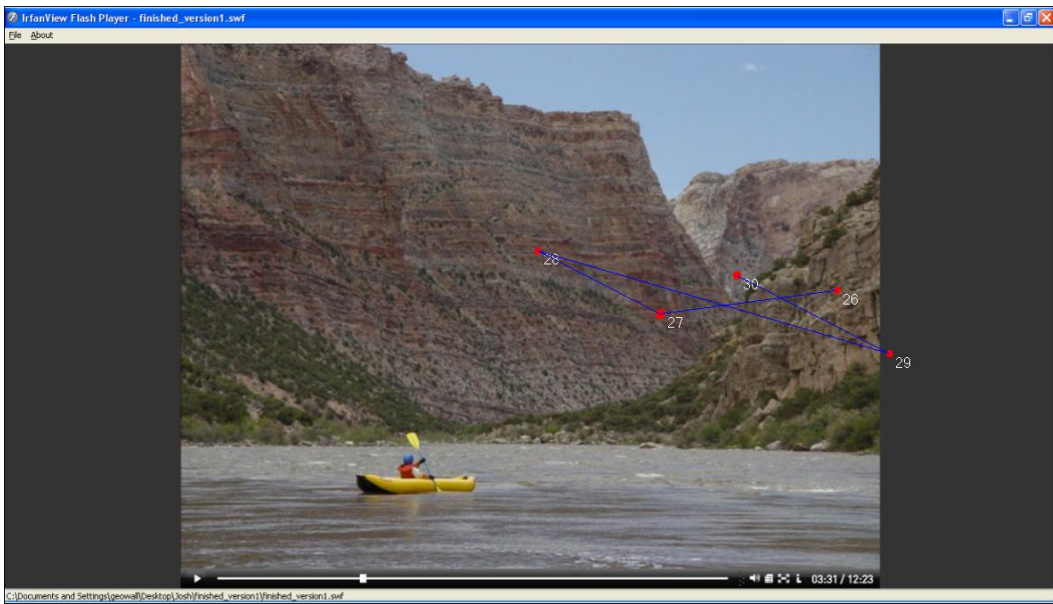 IrfanView Flash Player - finished_version1.swf
File About
28
30
26
27
29
03:31 / 12:23
C:\Documents and Settings\geowall\Desktop\Josh\finished_version1\finished_version1.swf